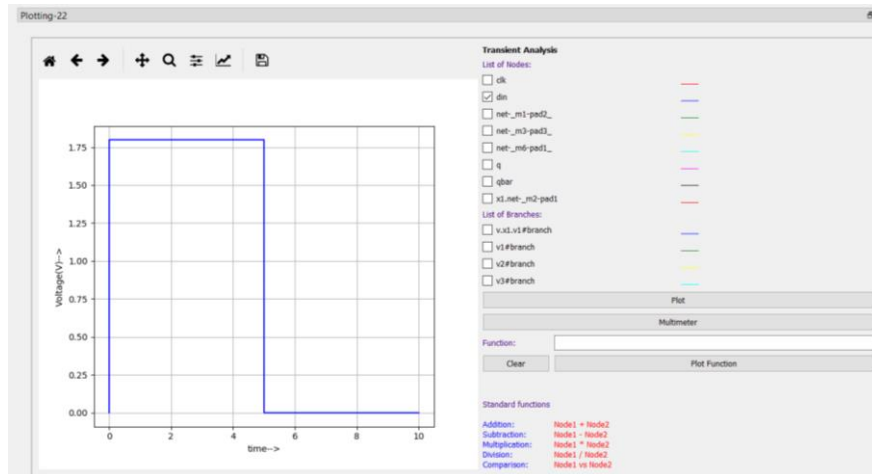 Plotting-22
Transient Analysis
List of Nodes:
clk
din
net-_m1-pad2_
net-_m3-pad3_
net-_m6-pad1_
q
qbar
x1.net-_m2-pad1
List of Branches:
v.x1.v1#branch
v1#branch
v2#branch
v3#branch
Plot
Multimeter
Function:
Clear Plot Function
Standard functions
Addition: Node1 + Node2
Subtraction: Node1 - Node2
Multiplication: Node1 * Node2
Division: Node1 / Node2
Comparison: Node1 vs Node2
Voltage(V)-->
1.75
1.50
1.25
1.00
0.75
0.50
0.25
0.00
0 2 4 6 8 10
time-->